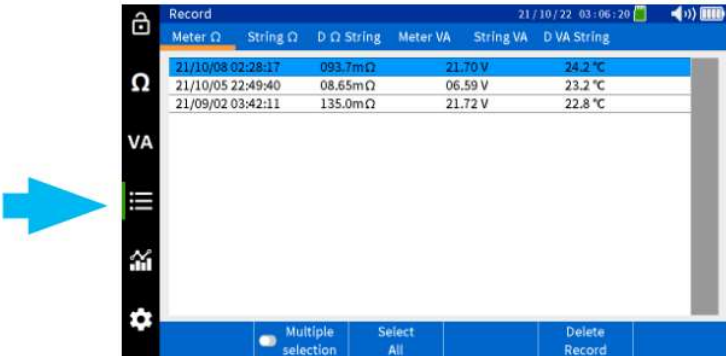 Record 21/10/22 03:06:20
Meter Ω String Ω D Ω String Meter VA String VA D VA String
21/10/08 02:28:17 093.7mΩ 21.70 V 24.2 ℃
Ω 21/10/05 22:49:40 08.65mΩ 06.59 V 23.2 ℃
21/09/02 03:42:11 135.0mΩ 21.72 V 22.8 ℃
VA
Multiple selection Select All Delete Record